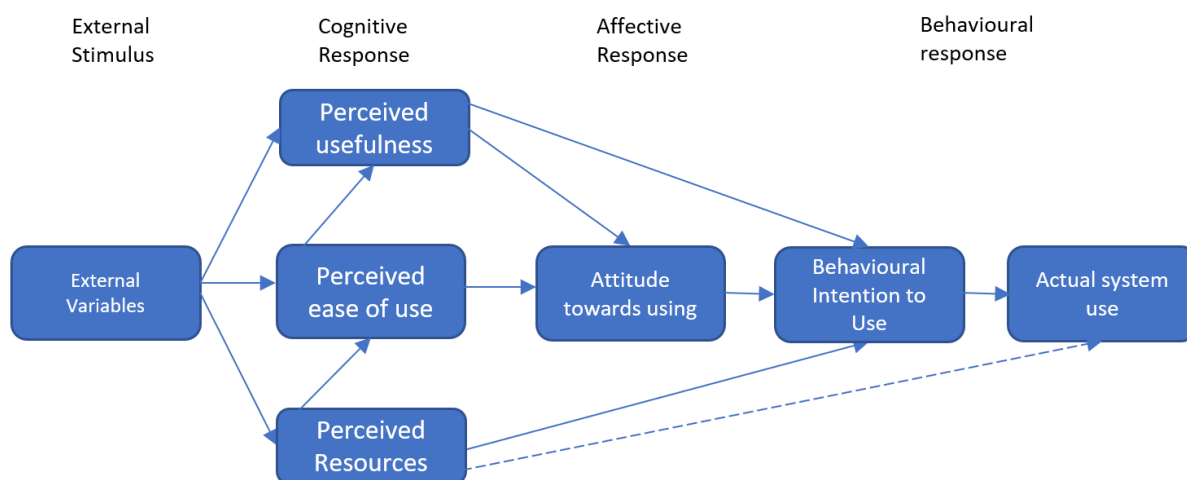 External
Stimulus
Cognitive
Response
Affective
Response
Behavioural
response
Perceived
usefulness
External
Variables
Perceived
ease of use
Attitude
towards using
Behavioural
Intention to
Use
Actual system
use
Perceived
Resources